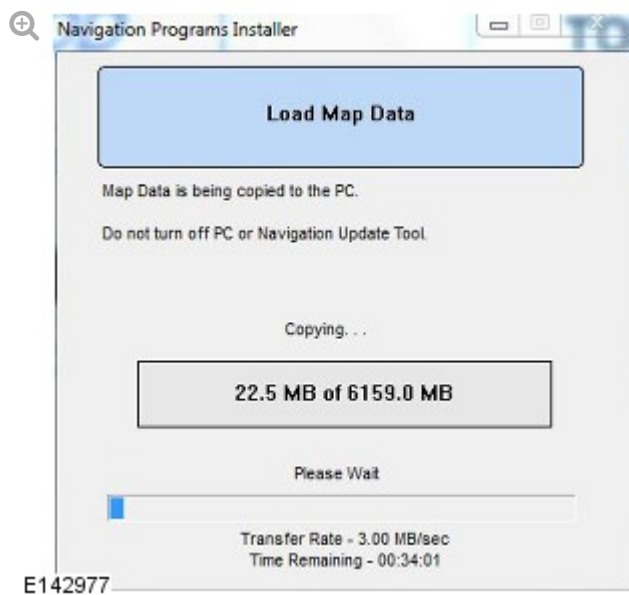 Navigation Programs Installer
TO
Load Map Data
Map Data is being copied to the PC.
Do not turn off PC or Navigation Update Tool.
Copying. . .
22.5 MB of 6159.0 MB
Please Wait
Transfer Rate - 3.00 MB/sec
Time Remaining - 00:34:01
E142977